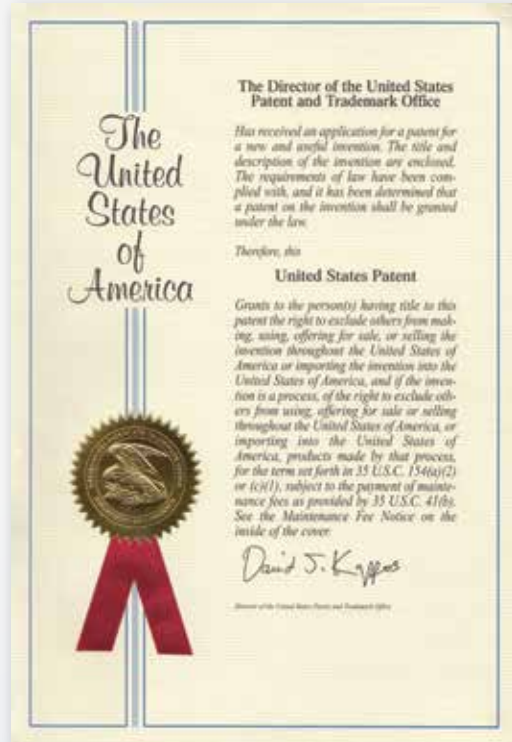 The
United
States
of
America
The Director of the United States
Patent and Trademark Office
Has received an application for a patent for
a new and useful invention. The title and
description of the invention are enclosed.
The requirements of law have been com-
plied with, and it has been determined that
a patent on the invention shall be granted
under the law.
Therefore, this
United States Patent
Grants to the person(s) having title to this
patent the right to exclude others from mak-
ing, using, offering for sale, or selling the
invention throughout the United States of
America or importing the invention into the
United States of America, and if the inven-
tion is a process, of the right to exclude oth-
ers from using, offering for sale or selling
throughout the United States of America, or
importing into the United States of
America, products made by that process,
for the term set forth in 35 U.S.C. 154(a)(2)
or (c)(1), subject to the payment of mainte-
nance fees as provided by 35 U.S.C. 41(b).
See the Maintenance Fee Notice on the
inside of the cover.
David J. Kappos
Director of the United States Patent and Trademark Office